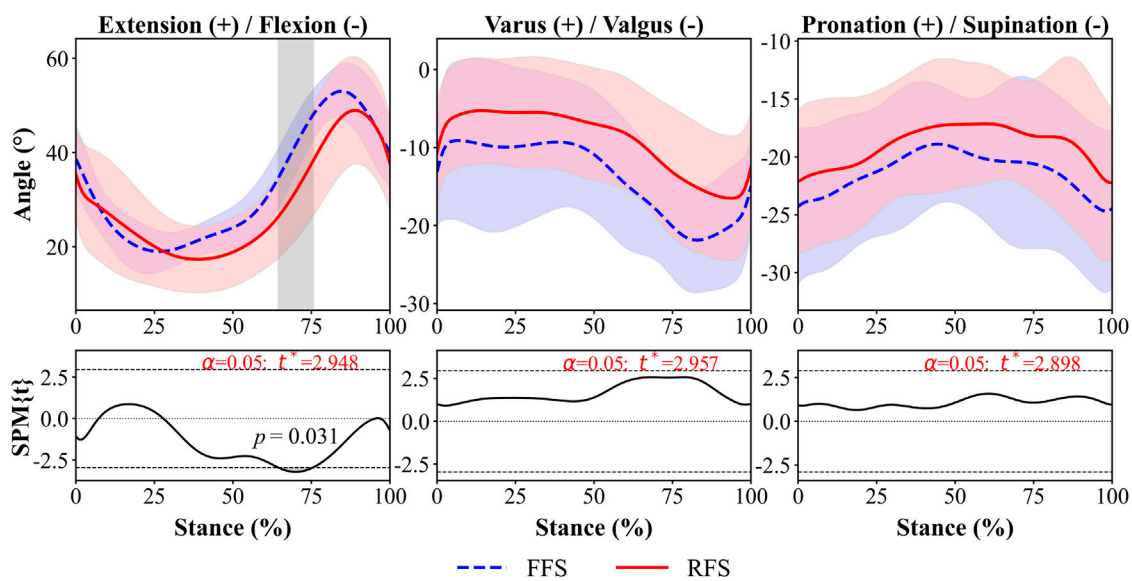 Extension (+) / Flexion (-)
Varus (+) / Valgus (-)
Pronation (+) / Supination (-)
Angle (°)
60
40
20
0
-10
-20
-30
-10
-15
-20
-25
-30
0 25 50 75 100
0 25 50 75 100
0 25 50 75 100
SPM{t}
2.5
0.0
-2.5
α=0.05: t*=2.948
p = 0.031
2.5
0.0
-2.5
α=0.05: t*=2.957
2.5
0.0
-2.5
α=0.05: t*=2.898
0 25 50 75 100
0 25 50 75 100
0 25 50 75 100
Stance (%)
Stance (%)
Stance (%)
FFS
RFS